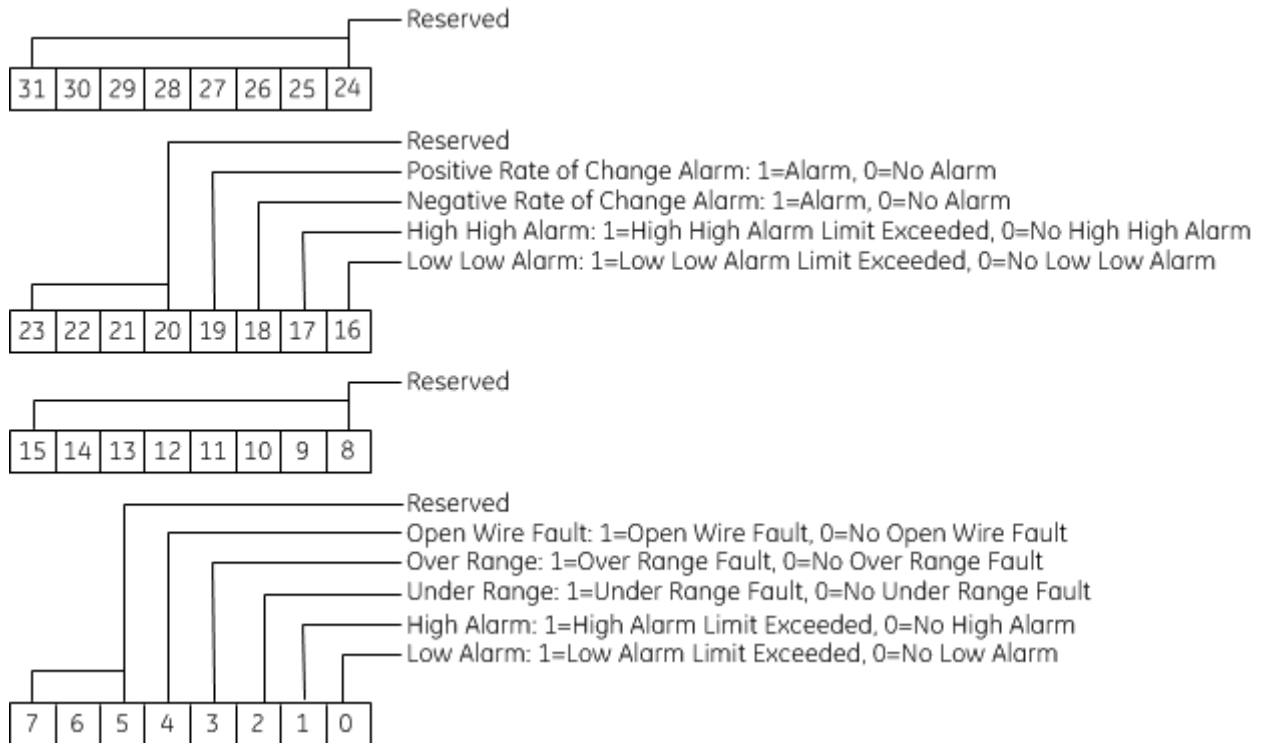 Reserved
31 30 29 28 27 26 25 24
Reserved
Positive Rate of Change Alarm: 1=Alarm, 0=No Alarm
Negative Rate of Change Alarm: 1=Alarm, 0=No Alarm
High High Alarm: 1=High High Alarm Limit Exceeded, 0=No High High Alarm
Low Low Alarm: 1=Low Low Alarm Limit Exceeded, 0=No Low Low Alarm
23 22 21 20 19 18 17 16
Reserved
15 14 13 12 11 10 9 8
Reserved
Open Wire Fault: 1=Open Wire Fault, 0=No Open Wire Fault
Over Range: 1=Over Range Fault, 0=No Over Range Fault
Under Range: 1=Under Range Fault, 0=No Under Range Fault
High Alarm: 1=High Alarm Limit Exceeded, 0=No High Alarm
Low Alarm: 1=Low Alarm Limit Exceeded, 0=No Low Alarm
7 6 5 4 3 2 1 0